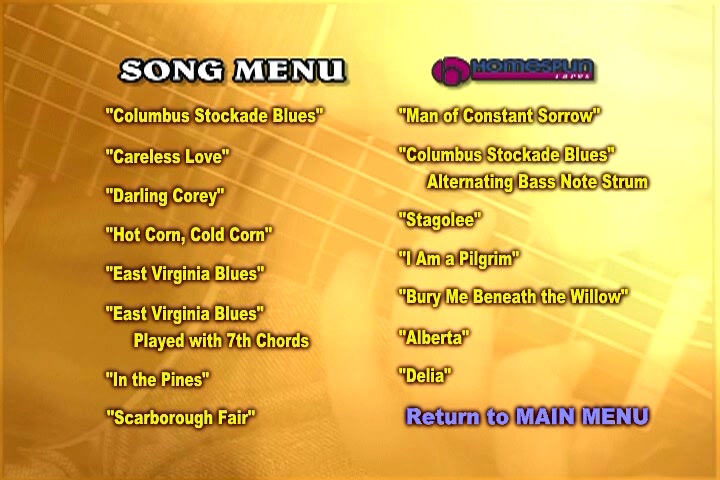 SONG MENU
Homespun
TAPES
"Columbus Stockade Blues"
"Careless Love"
"Darling Corey"
"Hot Corn, Cold Corn"
"East Virginia Blues"
"East Virginia Blues"
Played with 7th Chords
"In the Pines"
"Scarborough Fair"
"Man of Constant Sorrow"
"Columbus Stockade Blues"
Alternating Bass Note Strum
"Stagolee"
"I Am a Pilgrim"
"Bury Me Beneath the Willow"
"Alberta"
"Delia"
Return to MAIN MENU